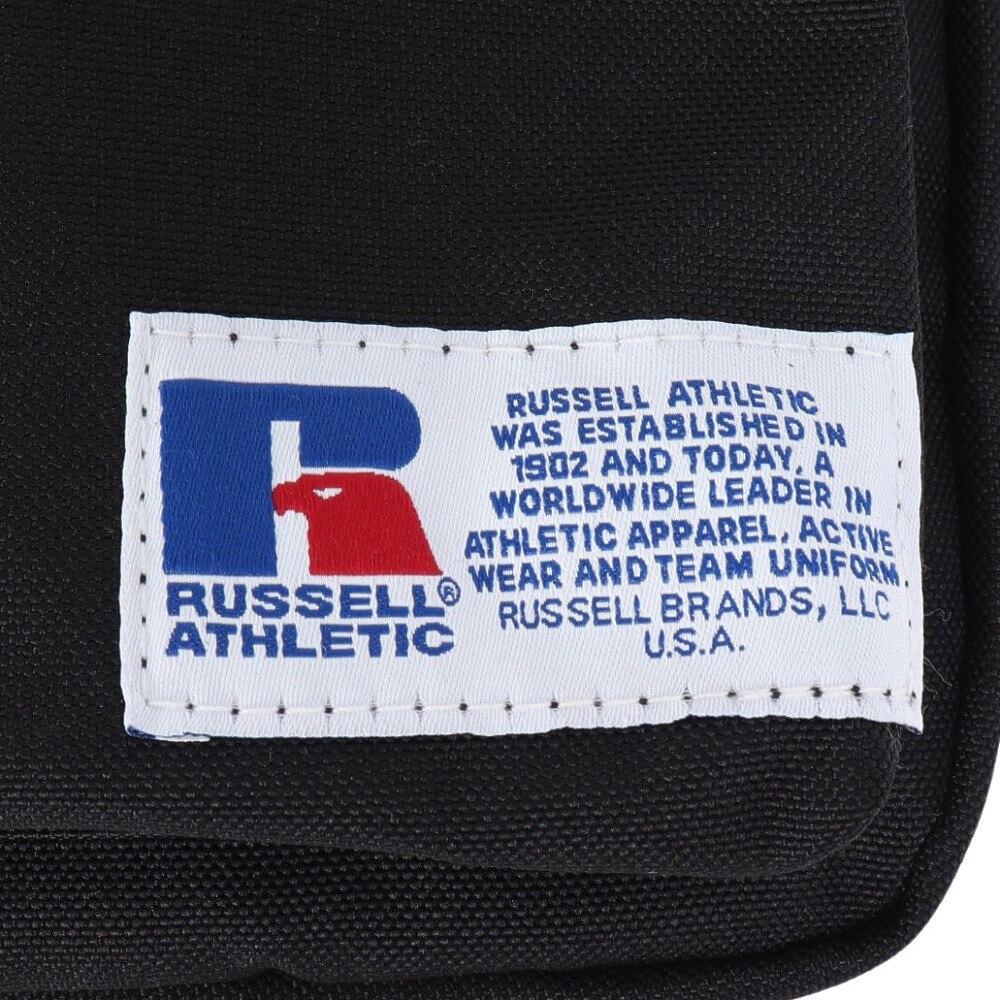 R
RUSSELL®
ATHLETIC
RUSSELL ATHLETIC
WAS ESTABLISHED IN
1902 AND TODAY, A
WORLDWIDE LEADER IN
ATHLETIC APPAREL, ACTIVE
WEAR AND TEAM UNIFORM.
RUSSELL BRANDS, LLC
U.S.A.